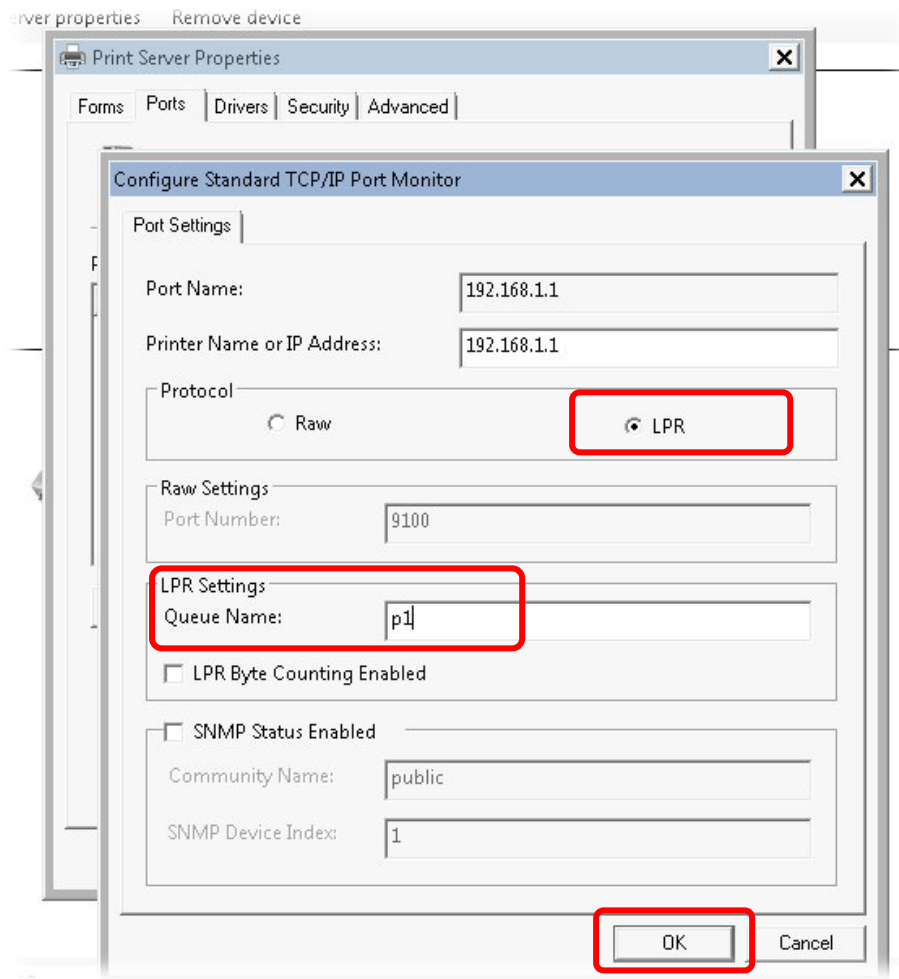 rver properties Remove device
Print Server Properties
Forms Ports Drivers Security Advanced
Configure Standard TCP/IP Port Monitor
Port Settings
Port Name: 192.168.1.1
Printer Name or IP Address: 192.168.1.1
Protocol
Raw LPR
Raw Settings
Port Number: 9100
LPR Settings
Queue Name: p1
LPR Byte Counting Enabled
SNMP Status Enabled
Community Name: public
SNMP Device Index: 1
OK Cancel